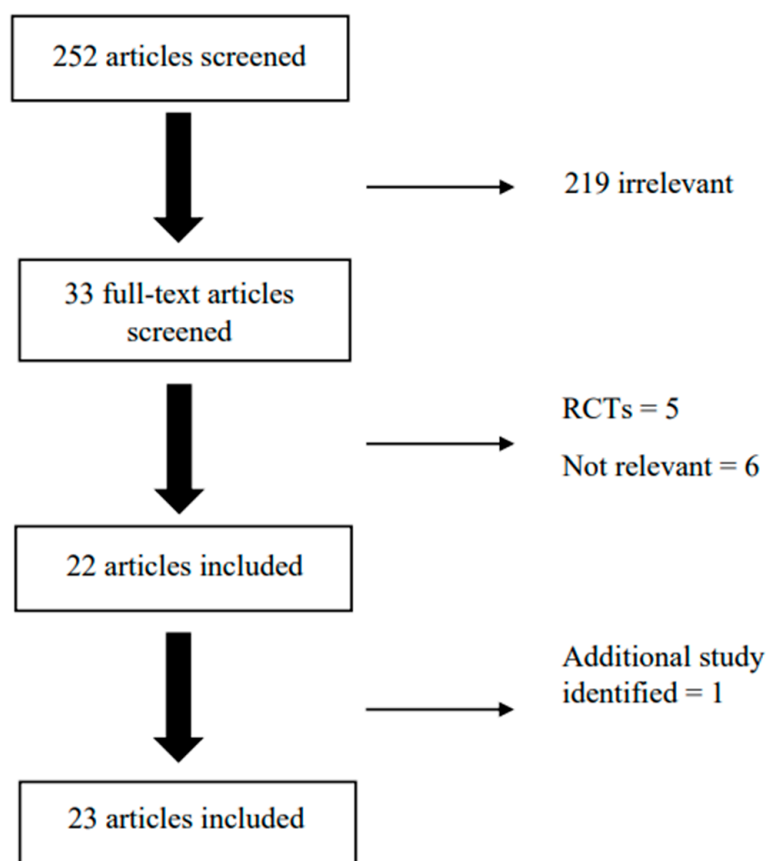 252 articles screened
219 irrelevant
33 full-text articles
screened
RCTs = 5
Not relevant = 6
22 articles included
Additional study
identified = 1
23 articles included